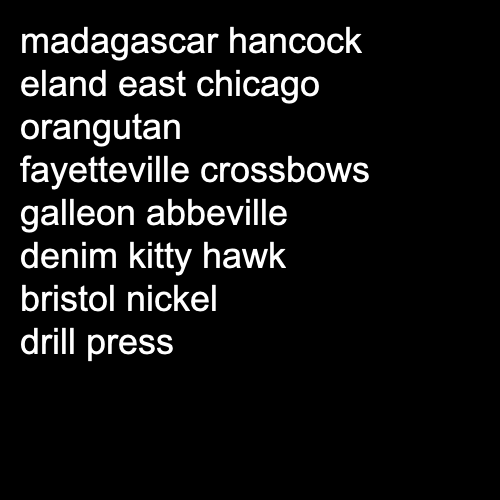 madagascar hancock
eland east chicago
orangutan
fayetteville crossbows
galleon abbeville
denim kitty hawk
bristol nickel
drill press